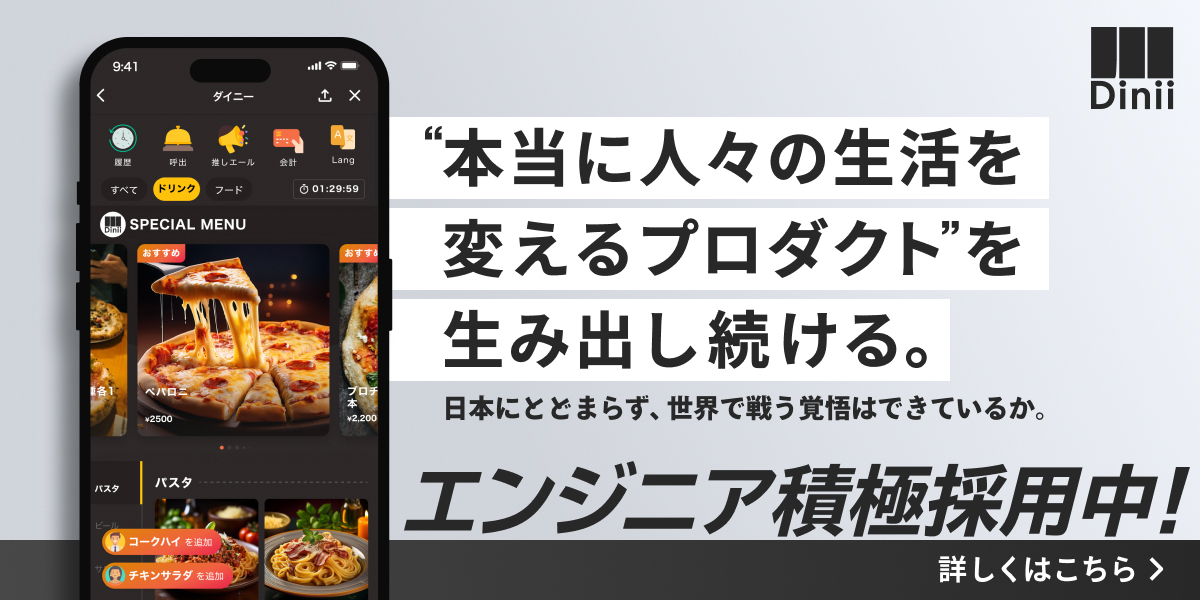 9:41
ダイニー
履歴
呼出
推しエール
会計
Lang
すべて
ドリンク
フード
01:29:59
Dinii
SPECIAL MENU
おすすめ
ペパロニ
¥2500
¥2,200
パスタ
パスタ
ビール
コークハイ を追加
チキンサラダ を追加
Dinii
“本当に人々の生活を
変えるプロダクト”を
生み出し続ける。
日本にとどまらず、世界で戦う覚悟はできているか。
エンジニア積極採用中!
詳しくはこちら